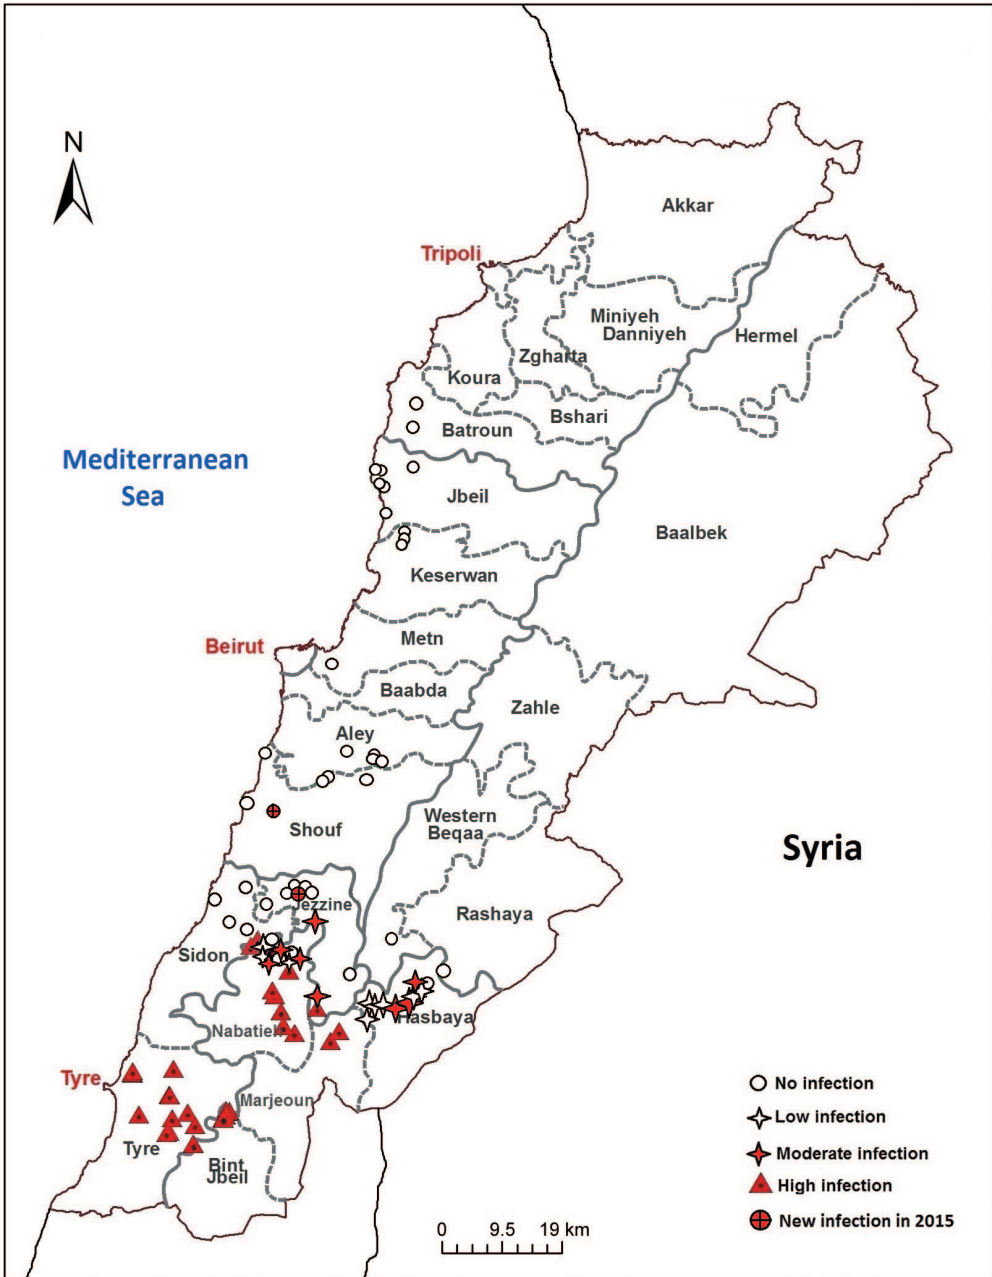 N
Akkar
Tripoli
Miniyeh
Danniyeh
Hermel
Zgharta
Koura
Bshari
Batroun
Mediterranean
Sea
Jbeil
Baalbek
Keserwan
Metn
Beirut
Baabda
Zahle
Aley
Western
Beqaa
Shouf
Syria
Jezzine
Rashaya
Sidon
Hasbaya
Nabatieh
Tyre
Marjeoun
Tyre
Bint
Jbeil
No infection
Low infection
Moderate infection
High infection
New infection in 2015
0 9.5 19 km